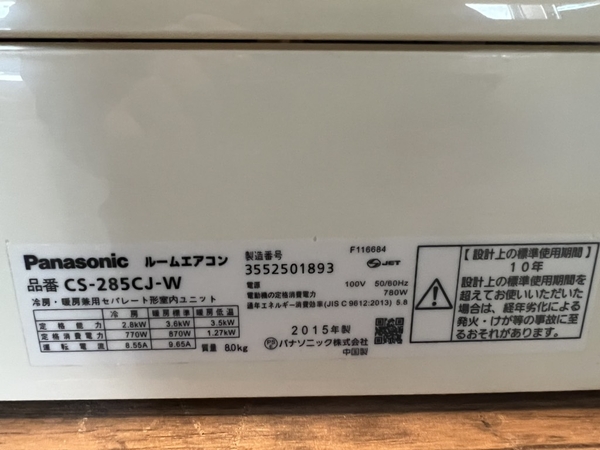 Panasonic ルームエアコン
品番 CS-285CJ-W
冷房・暖房兼用セパレート形室内ユニット
冷房 暖房標準 暖房低温
定格能力 2.8kW 3.6kW 3.5kW
定格消費電力 770W 870W 1.27kW
運転電流 8.55A 9.65A 質量 8.0kg
製造番号 F116684
3552501893 JET
電源 100V 50/60Hz
電動機の定格消費電力 780W
通年エネルギー消費効率(JIS C 9612:2013) 5.8
2015年製
パナソニック株式会社
中国製
【設計上の標準使用期間】
10年
設計上の標準使用期間を
超えてお使いいただいた
場合は、経年劣化による
発火・けが等の事故に至
るおそれがあります。